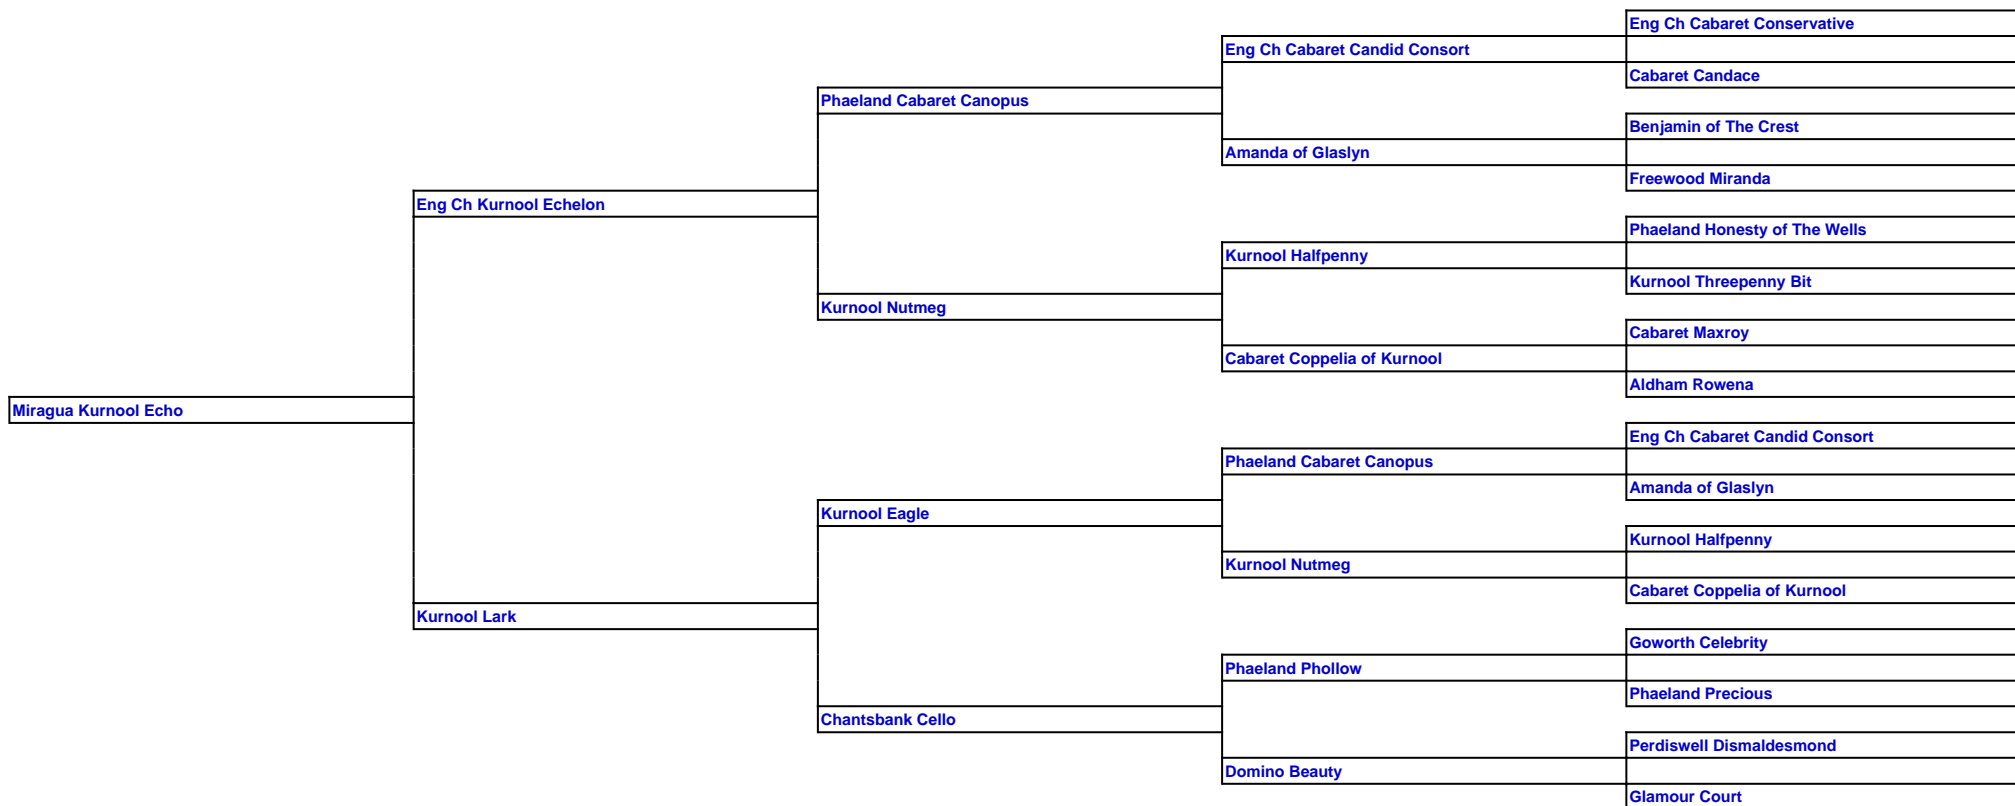 Eng Ch Cabaret Conservative
Eng Ch Cabaret Candid Consort
Cabaret Candace
Phaeland Cabaret Canopus
Benjamin of The Crest
Amanda of Glaslyn
Freewood Miranda
Eng Ch Kurnool Echelon
Phaeland Honesty of The Wells
Kurnool Halfpenny
Kurnool Threepenny Bit
Kurnool Nutmeg
Cabaret Maxroy
Cabaret Coppelia of Kurnool
Aldham Rowena
Miragua Kurnool Echo
Eng Ch Cabaret Candid Consort
Phaeland Cabaret Canopus
Amanda of Glaslyn
Kurnool Eagle
Kurnool Halfpenny
Kurnool Nutmeg
Cabaret Coppelia of Kurnool
Kurnool Lark
Goworth Celebrity
Phaeland Phollow
Phaeland Precious
Chantsbank Cello
Perdiswell Dismaldesmond
Domino Beauty
Glamour Court